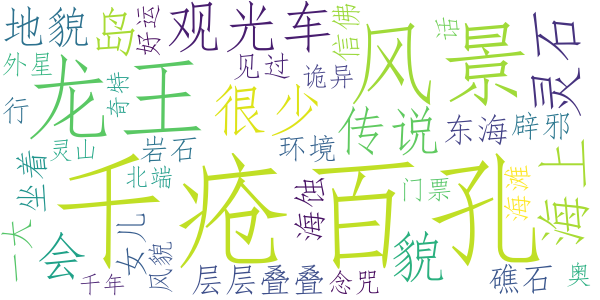 地貌
岛
好运
观光车
信佛
话
风景
灵石
外星
奇特
见过
诡异
龙王
很少
传说
东海
辟邪
行
坐着
灵山
岩石
环境
北端
千疮百孔
海蚀
门票
海滩
海上
一大
会
女儿
风貌
貌
千年
层层叠叠
念咒
礁石
奥